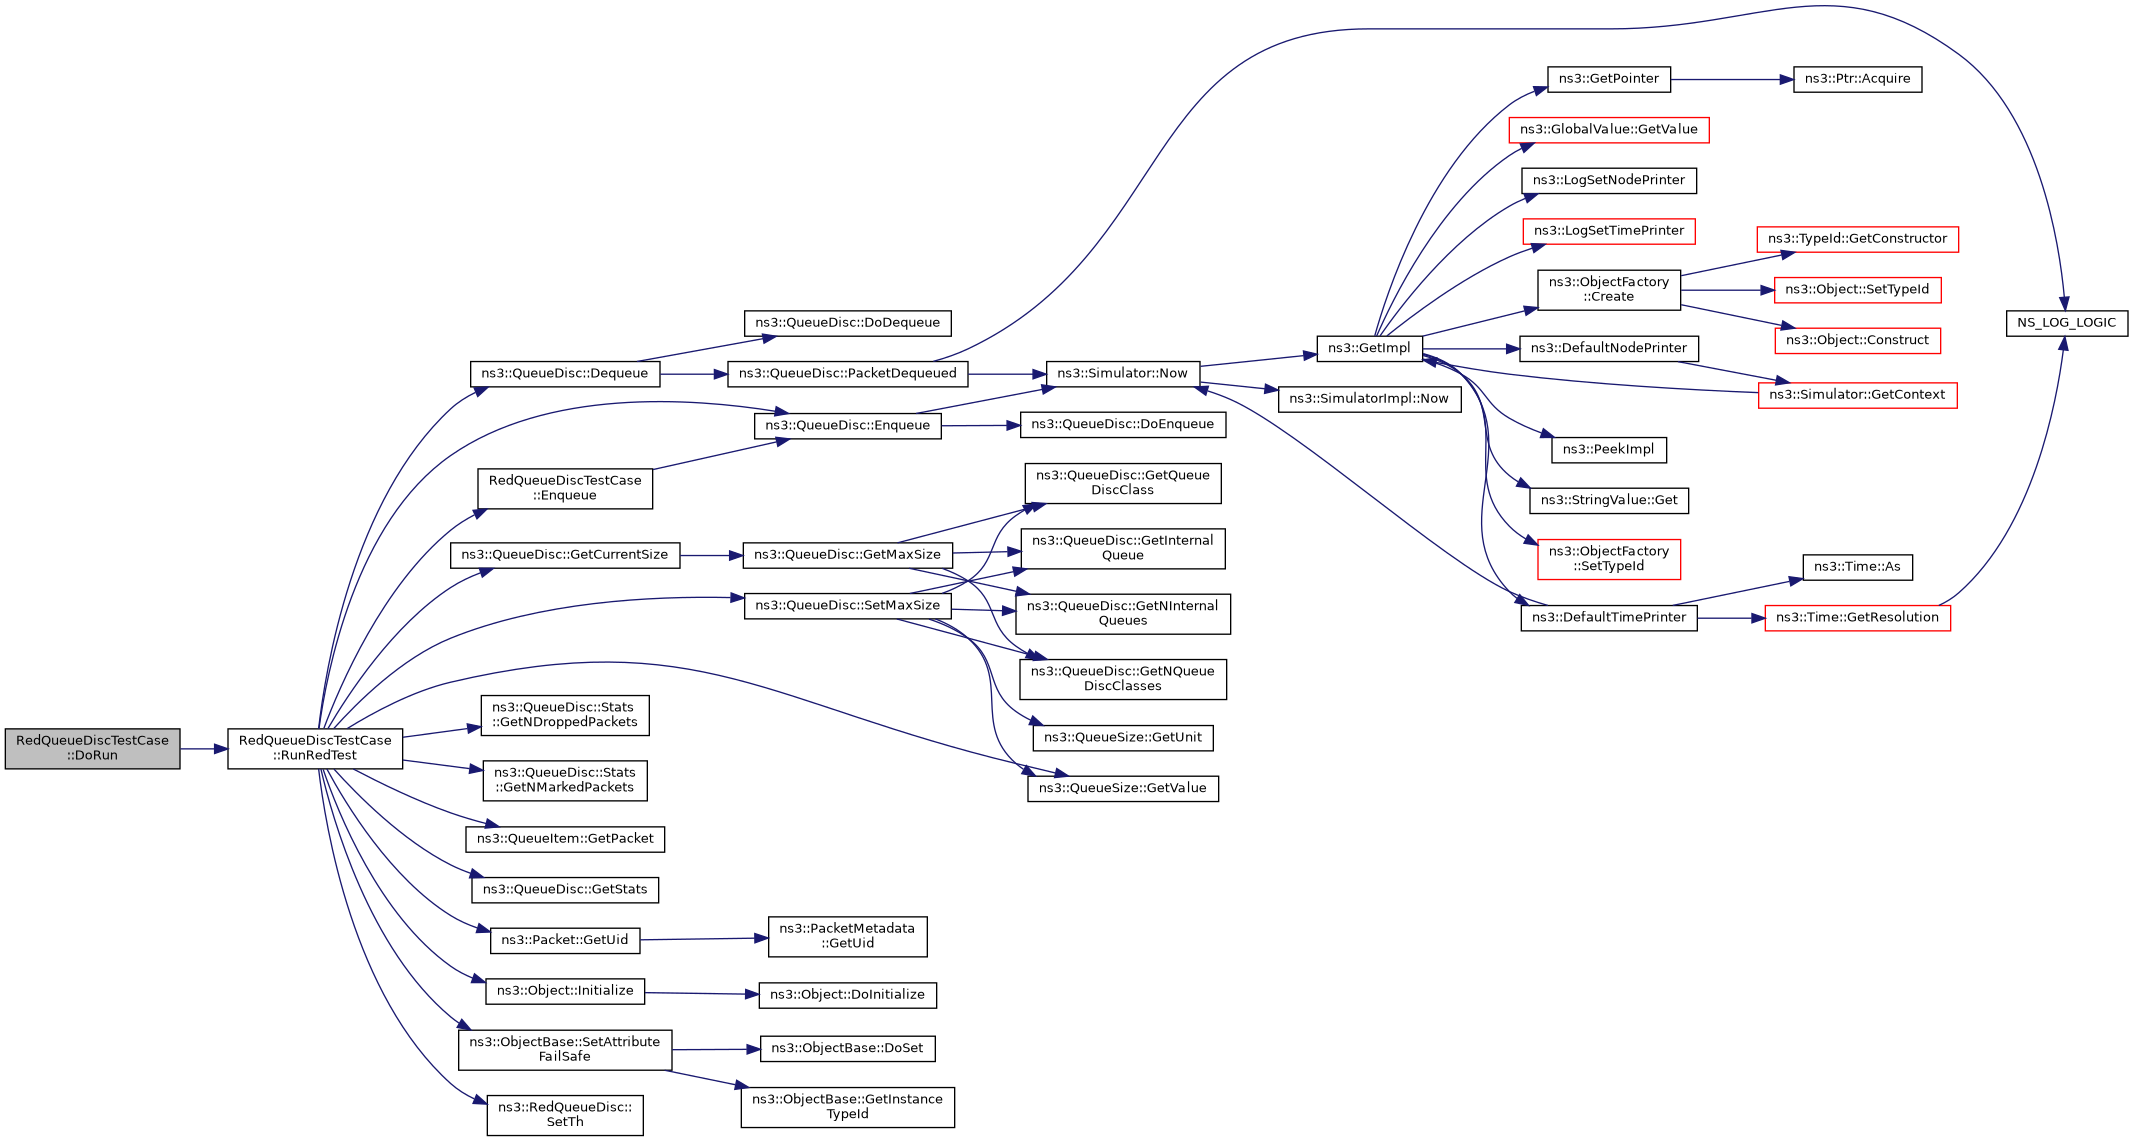 RedQueueDiscTestCase
::DoRun
RedQueueDiscTestCase
::RunRedTest
ns3::QueueDisc::Dequeue
ns3::QueueDisc::DoDequeue
ns3::QueueDisc::PacketDequeued
ns3::QueueDisc::Enqueue
RedQueueDiscTestCase
::Enqueue
ns3::QueueDisc::GetCurrentSize
ns3::QueueDisc::GetMaxSize
ns3::QueueDisc::SetMaxSize
ns3::QueueDisc::Stats
::GetNDroppedPackets
ns3::QueueDisc::Stats
::GetNMarkedPackets
ns3::QueueItem::GetPacket
ns3::QueueDisc::GetStats
ns3::Packet::GetUid
ns3::PacketMetadata
::GetUid
ns3::Object::Initialize
ns3::Object::DoInitialize
ns3::ObjectBase::SetAttribute
FailSafe
ns3::ObjectBase::DoSet
ns3::ObjectBase::GetInstance
TypeId
ns3::RedQueueDisc::
SetTh
ns3::Simulator::Now
ns3::QueueDisc::DoEnqueue
ns3::QueueDisc::GetQueue
DiscClass
ns3::QueueDisc::GetInternal
Queue
ns3::QueueDisc::GetNInternal
Queues
ns3::QueueDisc::GetNQueue
DiscClasses
ns3::QueueSize::GetUnit
ns3::QueueSize::GetValue
ns3::GetImpl
ns3::SimulatorImpl::Now
ns3::GetPointer
ns3::Ptr::Acquire
ns3::GlobalValue::GetValue
ns3::LogSetNodePrinter
ns3::LogSetTimePrinter
ns3::ObjectFactory
::Create
ns3::TypeId::GetConstructor
ns3::Object::SetTypeId
ns3::Object::Construct
ns3::DefaultNodePrinter
ns3::Simulator::GetContext
ns3::PeekImpl
ns3::StringValue::Get
ns3::ObjectFactory
::SetTypeId
ns3::DefaultTimePrinter
ns3::Time::As
ns3::Time::GetResolution
NS_LOG_LOGIC